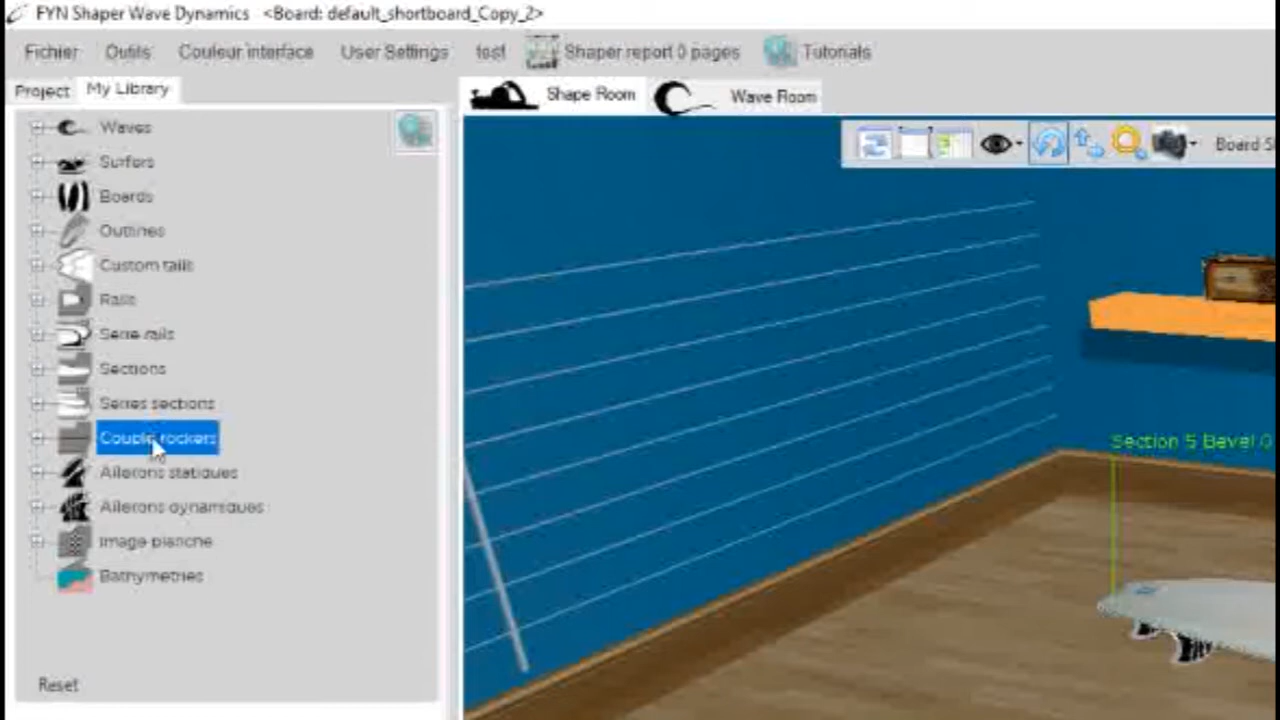 FYN Shaper Wave Dynamics <Board: default_shortboard_Copy_2>
Fichier Outils Couleur interface User Settings test Shaper report 0 pages Tutorials
Project My Library Shape Room Wave Room
Board S
Waves
Surfers
Boards
Outlines
Custom tails
Rails
Serie rails
Sections
Series sections
Couple rockers
Section 5 Bevel 0
Ailerons statiques
Ailerons dynamiques
Image planche
Bathymetries
Reset